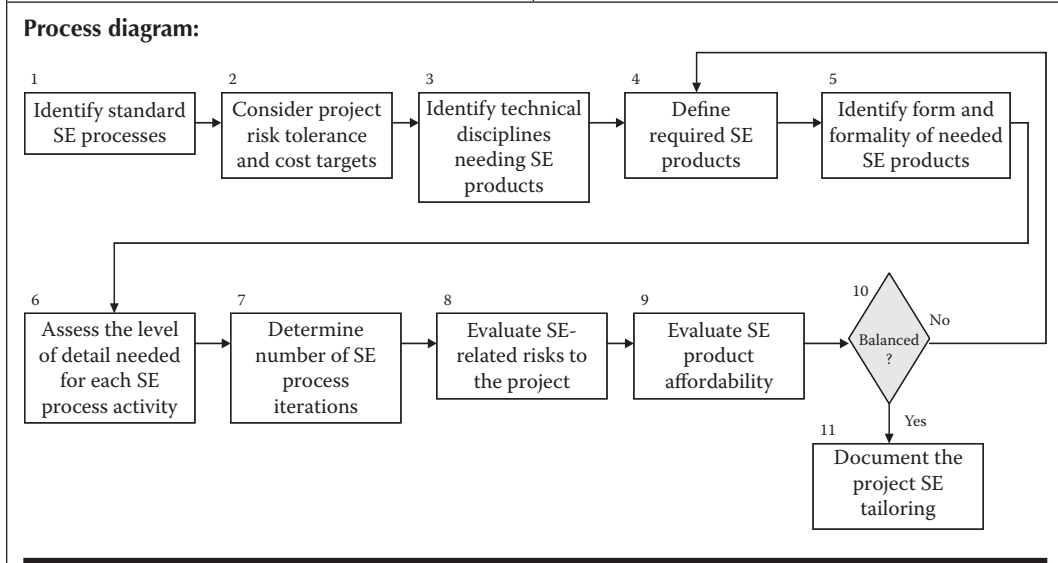 Process diagram:
1
Identify standard
SE processes
2
Consider project
risk tolerance
and cost targets
3
Identify technical
disciplines
needing SE
products
4
Define
required SE
products
5
Identify form and
formality of needed
SE products
6
Assess the level
of detail needed
for each SE
process activity
7
Determine
number of SE
process
iterations
8
Evaluate SE-
related risks to
the project
9
Evaluate SE
product
affordability
10
Balanced
?
No
Yes
11
Document the
project SE
tailoring